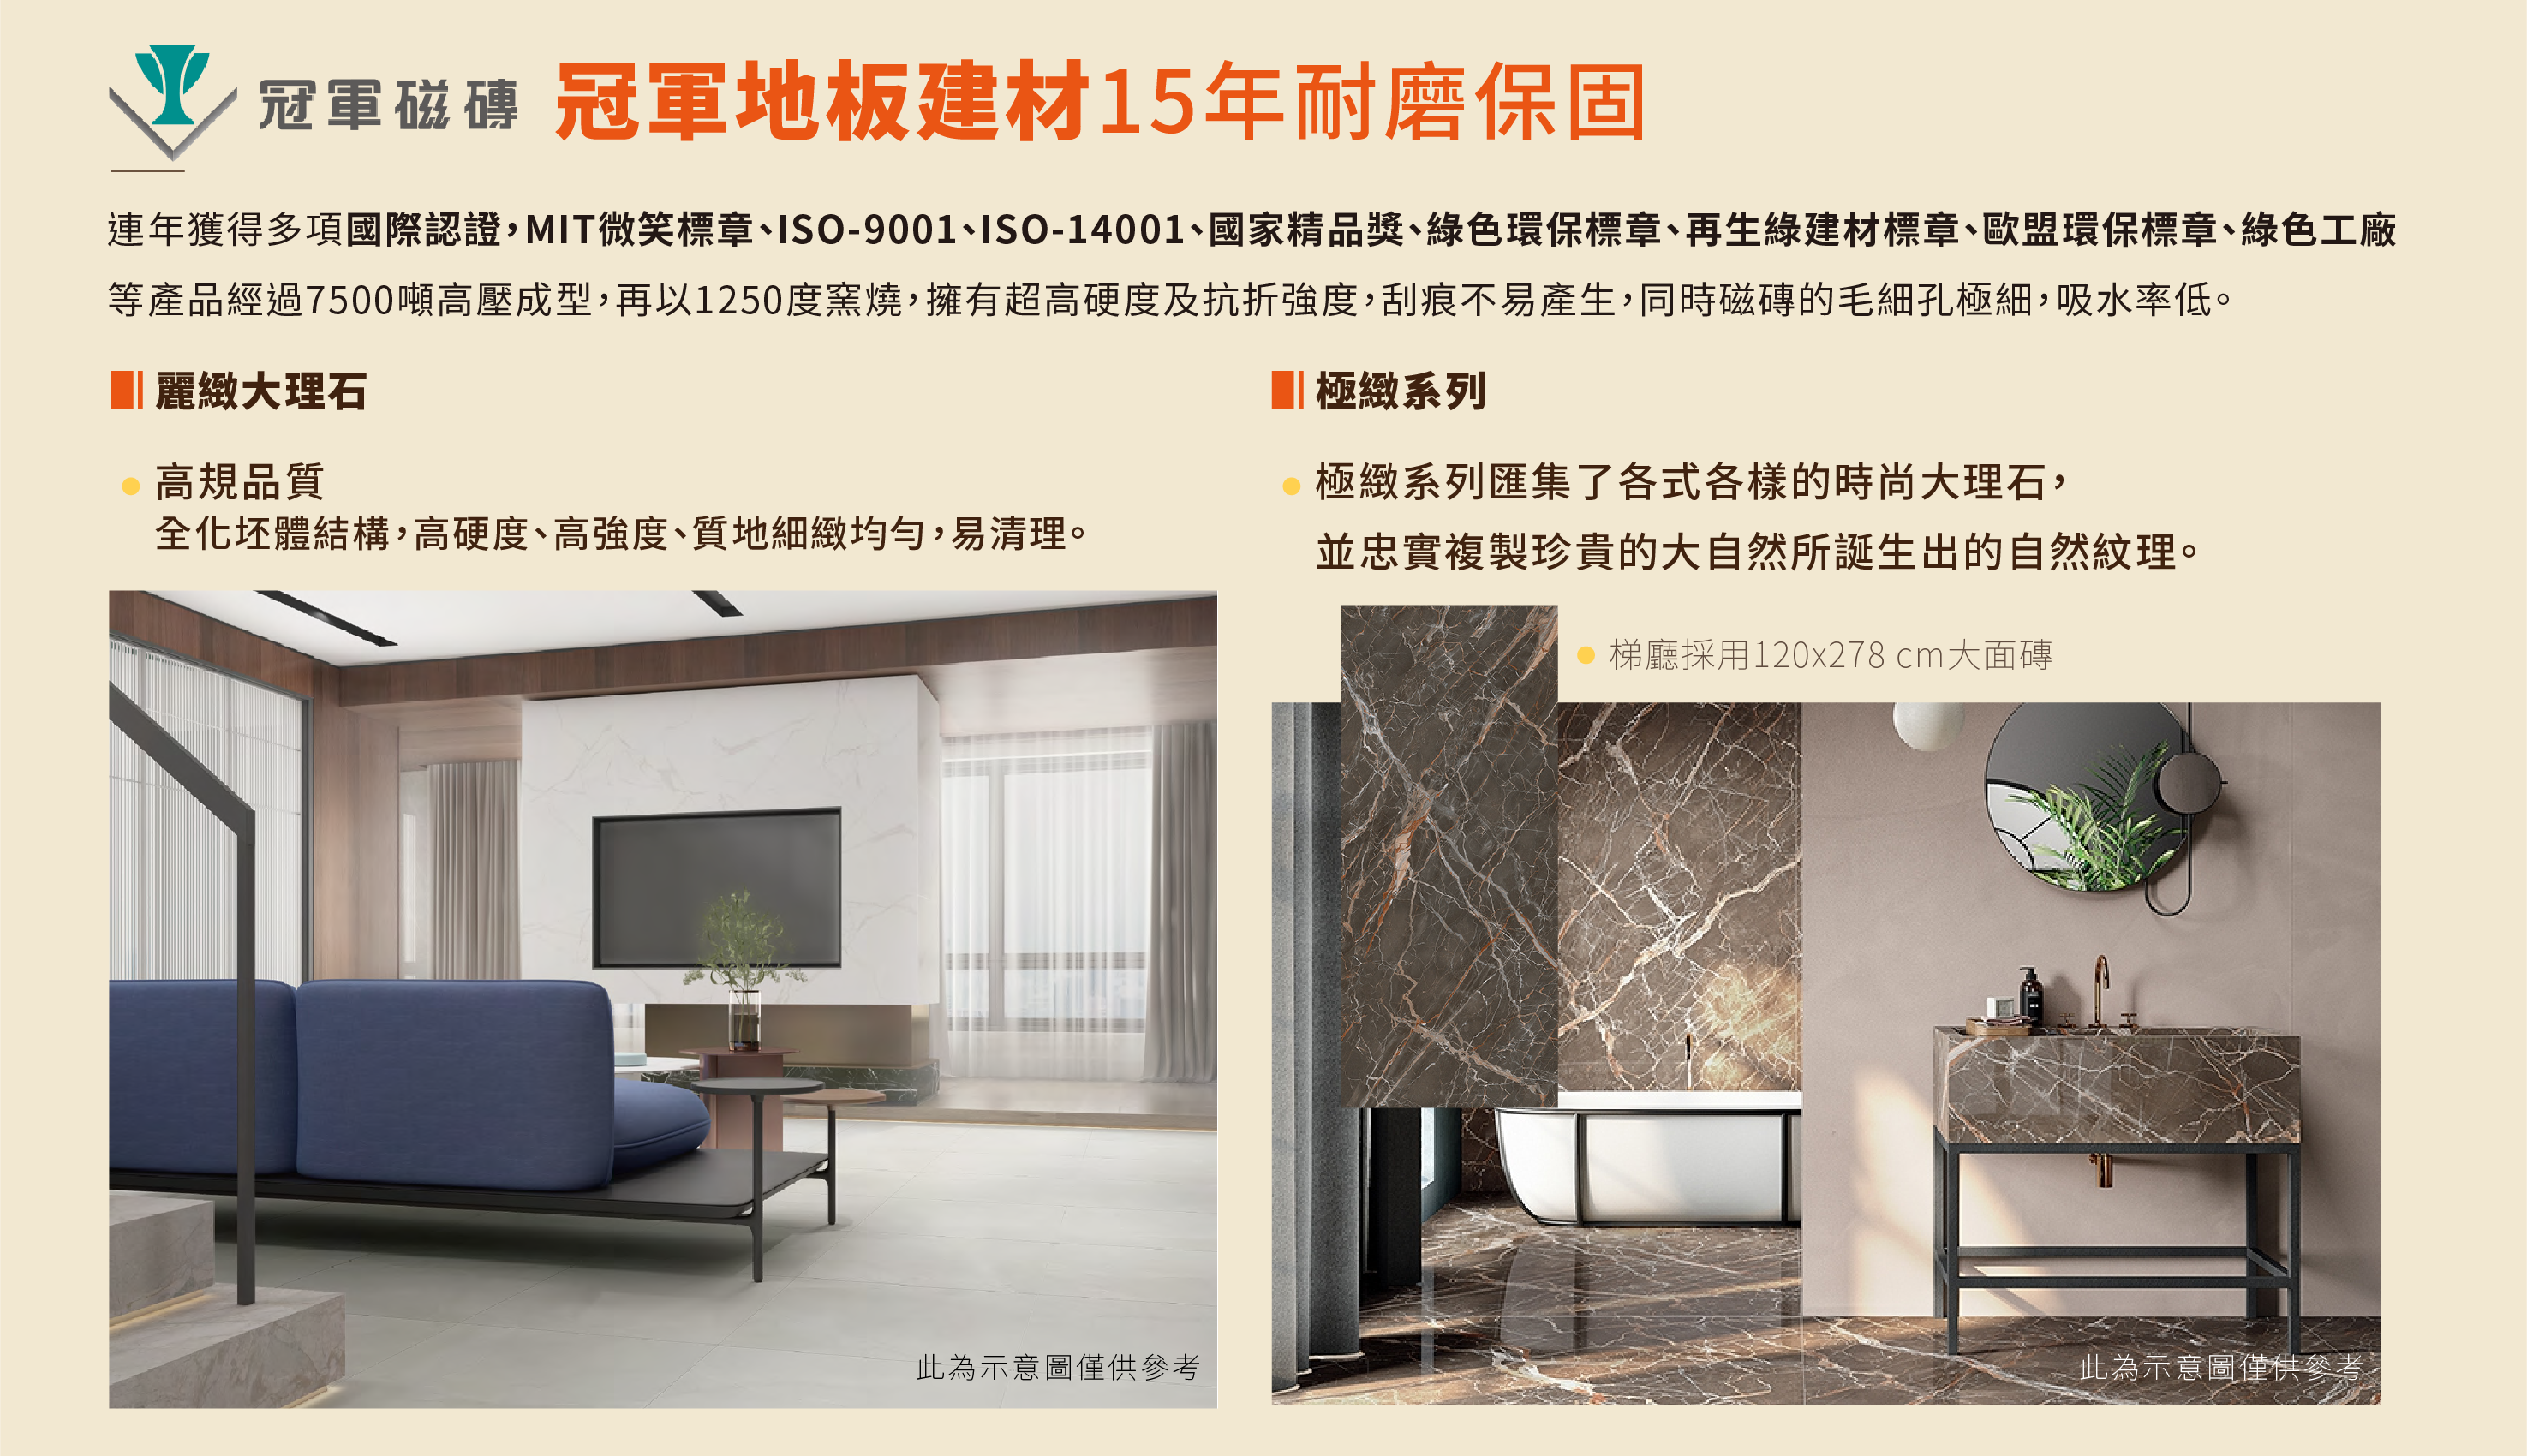 冠軍磁磚 冠軍地板建材15年耐磨保固
連年獲得多項國際認證，MIT微笑標章、ISO-9001、ISO-14001、國家精品獎、綠色環保標章、再生綠建材標章、歐盟環保標章、綠色工廠
等產品經過7500噸高壓成型，再以1250度窯燒，擁有超高硬度及抗折強度，刮痕不易產生，同時磁磚的毛細孔極細，吸水率低。
麗緻大理石
高規品質
全化坯體結構，高硬度、高強度、質地細緻均勻，易清理。
此為示意圖僅供參考
極緻系列
極緻系列匯集了各式各樣的時尚大理石，
並忠實複製珍貴的大自然所誕生出的自然紋理。
梯廳採用120x278 cm大面磚
此為示意圖僅供參考